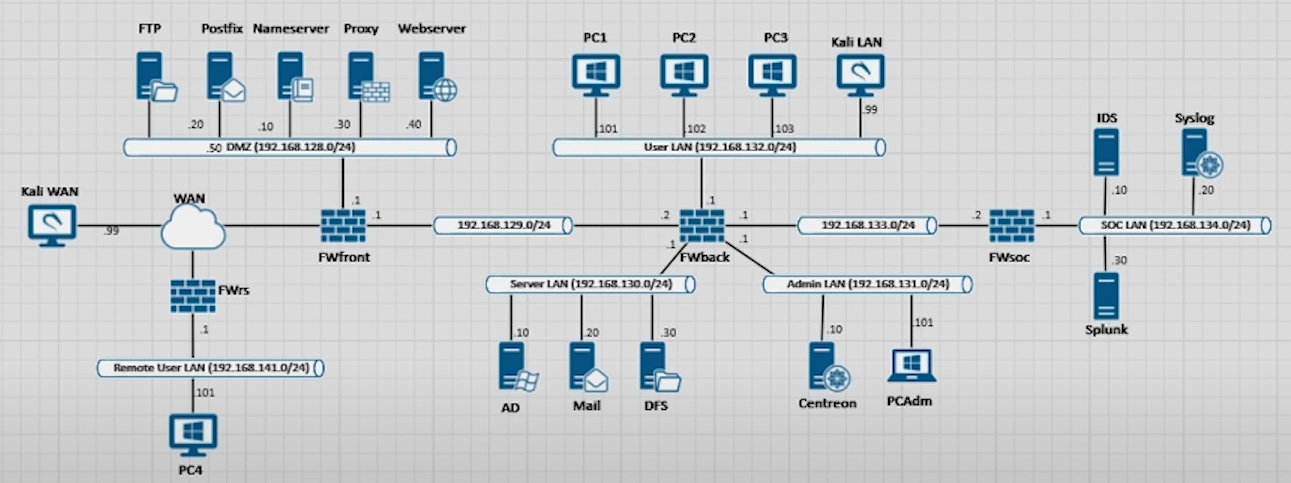 FTP
Postfix
Nameserver
Proxy
Webserver
.20
.10
.30
.40
.50 DMZ (192.168.128.0/24)
PC1
PC2
PC3
Kali LAN
.101
.102
.103
.99
User LAN (192.168.132.0/24)
IDS
Syslog
.10
.20
Kali WAN
.99
WAN
.1
.1
FWfront
192.168.129.0/24
.2
.1
.1
.1
.1
FWback
192.168.133.0/24
.2
.1
FWsoc
SOC LAN (192.168.134.0/24)
.30
Splunk
FWrs
.1
Remote User LAN (192.168.141.0/24)
.101
PC4
Server LAN (192.168.130.0/24)
.10
.20
.30
AD
Mail
DFS
Admin LAN (192.168.131.0/24)
.10
.101
Centreon
PCAdm